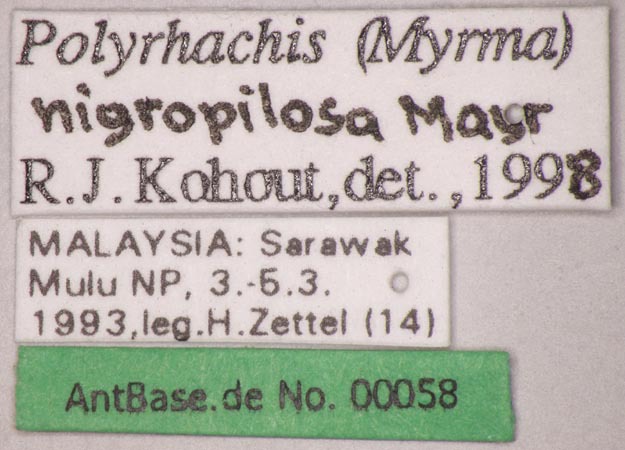 Polyrhachis (Myrma)
nigropilosa Mayr
R.J.Kohout,det.,1998
MALAYSIA: Sarawak
Mulu NP, 3.-5.3.
1993,leg.H.Zettel (14)
AntBase.de No. 00058